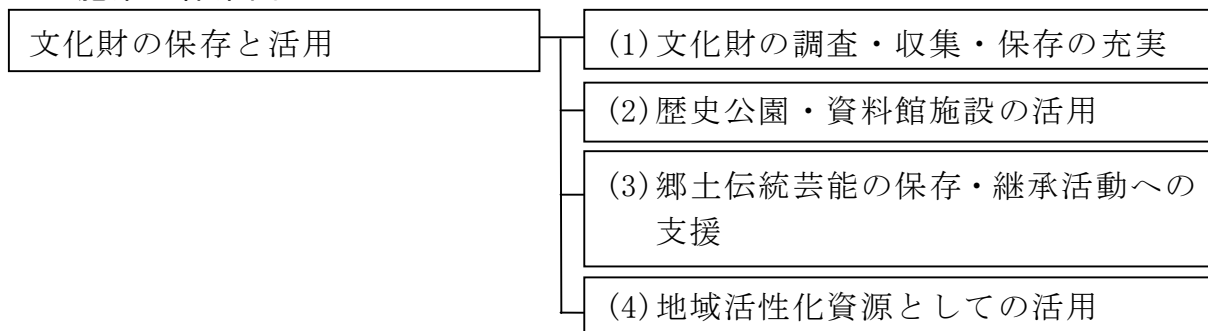 文化財の保存と活用
(1)文化財の調査・収集・保存の充実
(2)歴史公園・資料館施設の活用
(3)郷土伝統芸能の保存・継承活動への
支援
(4)地域活性化資源としての活用